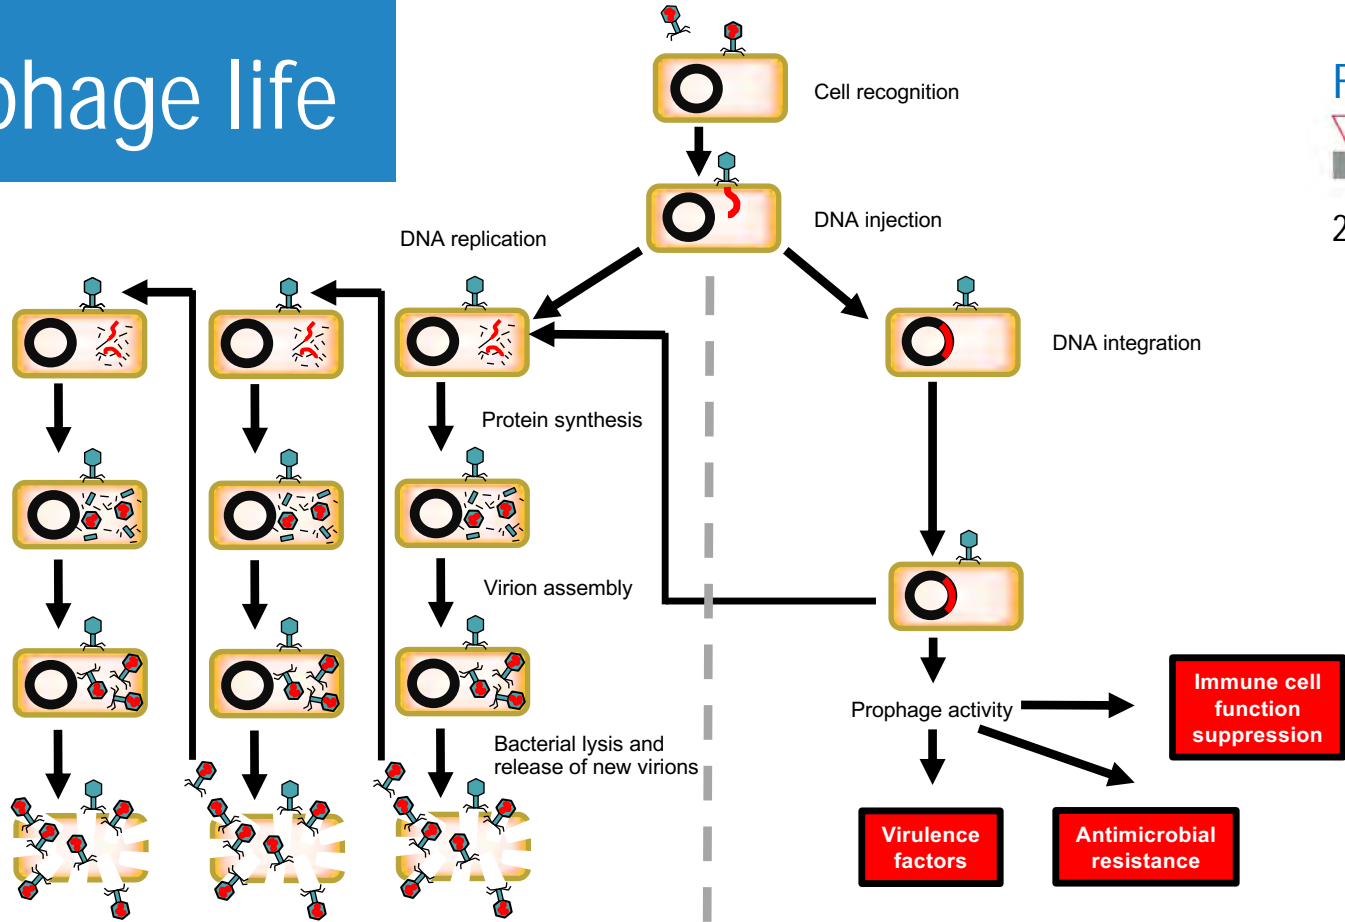 phage life
Cell recognition
DNA injection
DNA replication
DNA integration
Protein synthesis
Virion assembly
Bacterial lysis and
release of new virions
Prophage activity
Immune cell
function
suppression
Virulence
factors
Antimicrobial
resistance
F
2